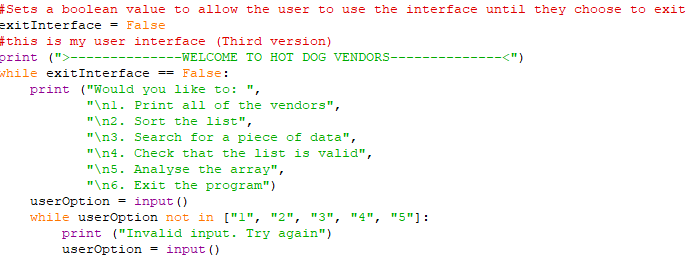 #Sets a boolean value to allow the user to use the interface until they choose to exit
exitInterface = False
#this is my user interface (Third version)
print (">--------------WELCOME TO HOT DOG VENDORS--------------<")
while exitInterface == False:
    print ("Would you like to: ",
           "\n1. Print all of the vendors",
           "\n2. Sort the list",
           "\n3. Search for a piece of data",
           "\n4. Check that the list is valid",
           "\n5. Analyse the array",
           "\n6. Exit the program")
    userOption = input()
    while userOption not in ["1", "2", "3", "4", "5"]:
        print ("Invalid input. Try again")
        userOption = input()